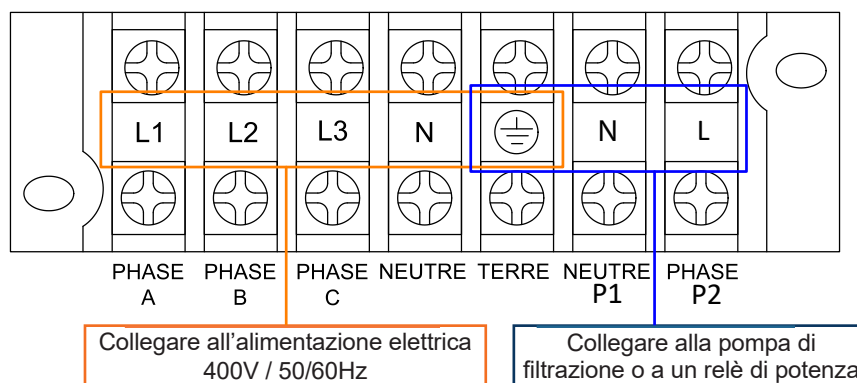 L1 L2 L3 N N L
PHASE PHASE PHASE NEUTRE TERRE NEUTRE PHASE
A B C P1 P2
Collegare all’alimentazione elettrica
400V / 50/60Hz
Collegare alla pompa di
filtrazione o a un relè di potenza